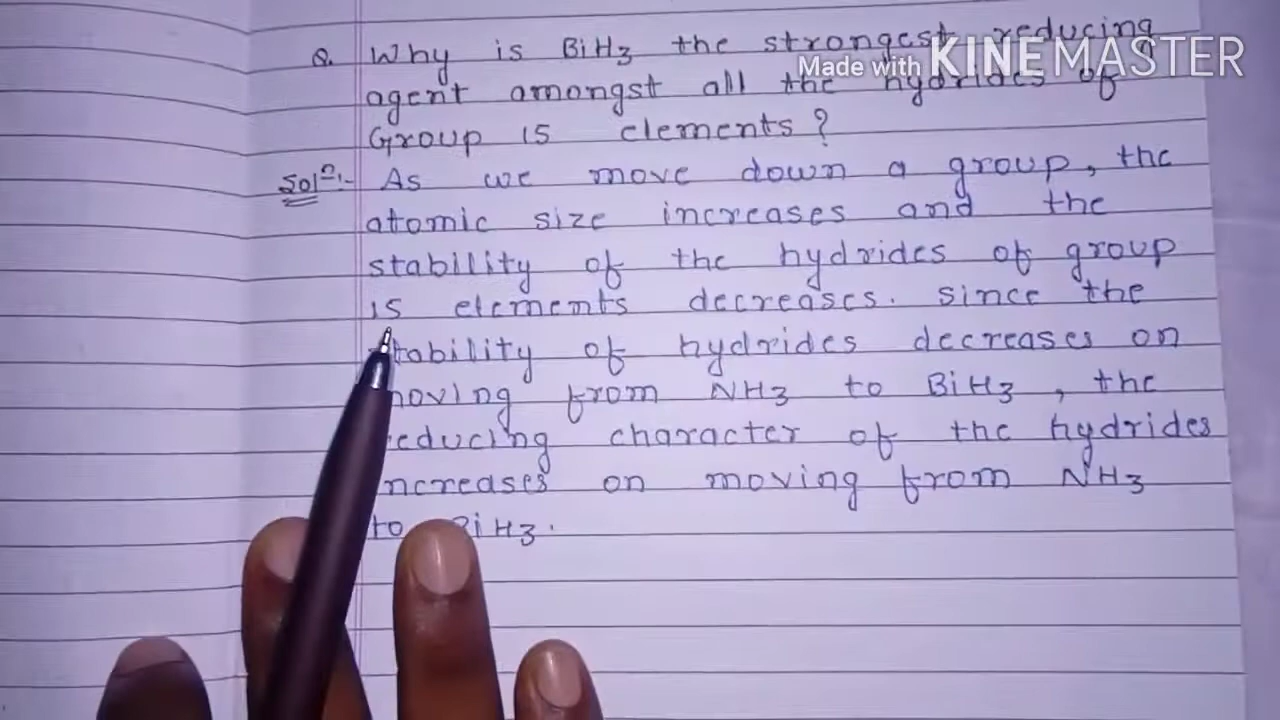 Q. Why is BiH3 the strongest reducing
Made with KINEMASTER
agent amongst all the hydrides of
Group 15 elements?
Solⁿ:- As we move down a group, the
atomic size increases and the
stability of the hydrides of group
15 elements decreases. since the
stability of hydrides decreases on
moving from NH3 to BiH3, the
reducing character of the hydrides
increases on moving from NH3
to BiH3.